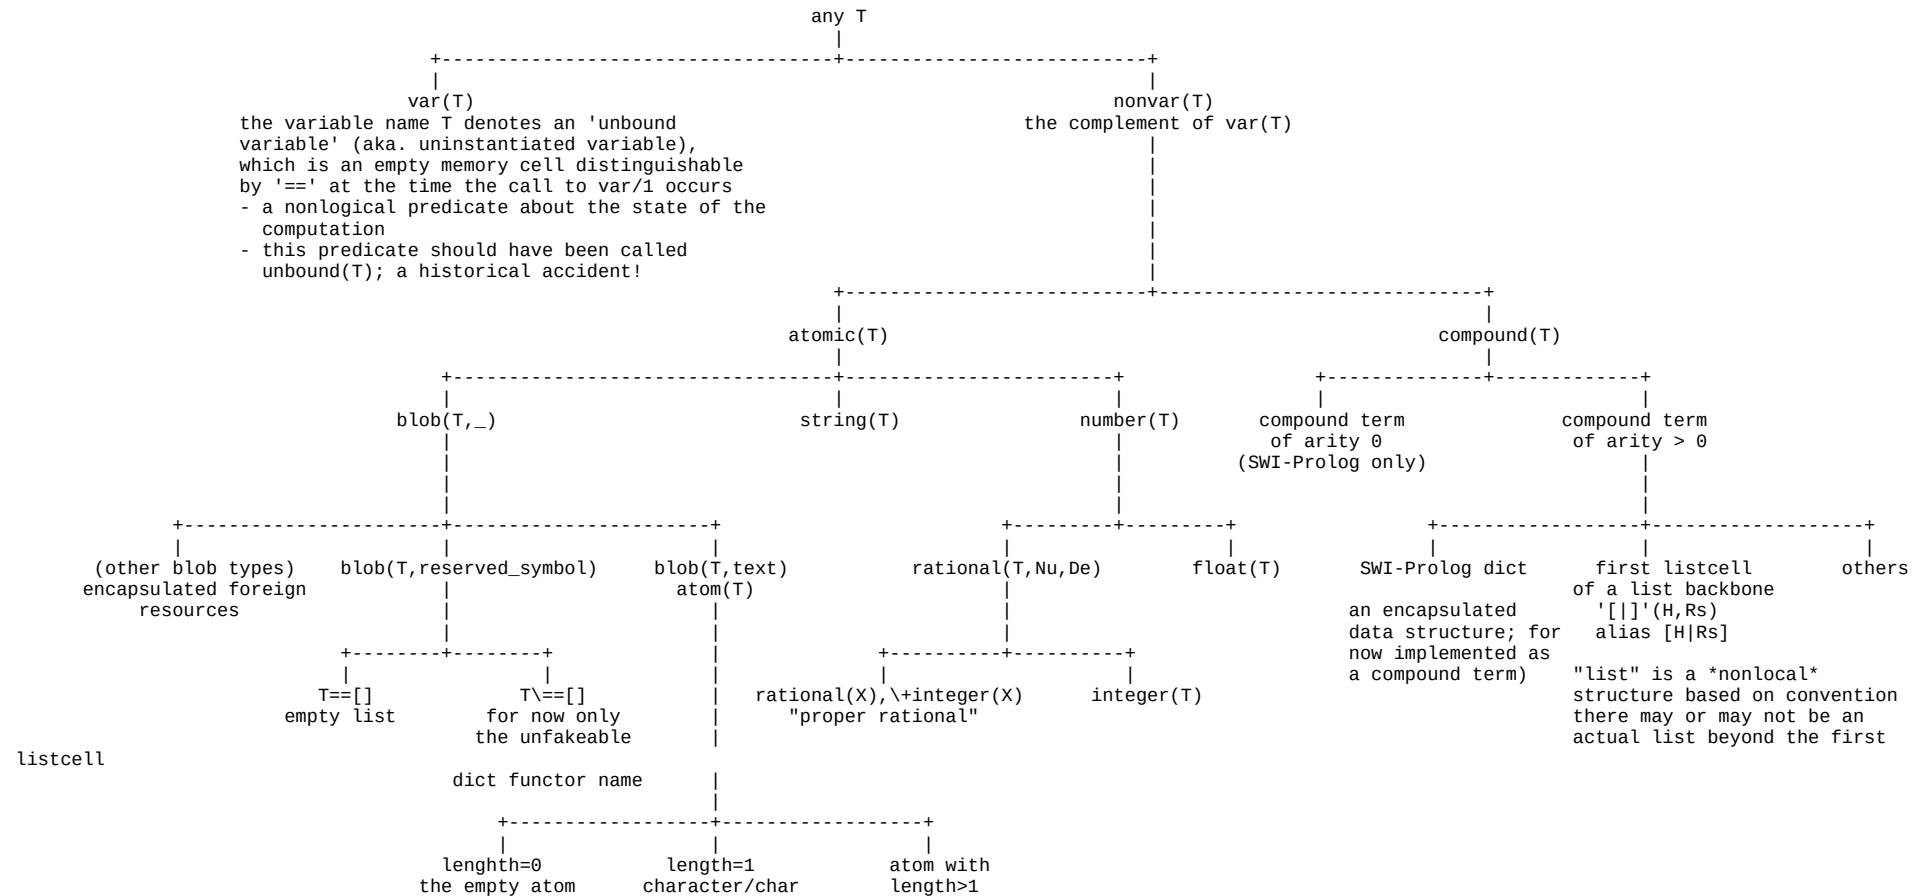 any T
|
+-----------------------------------+---------------------------+
| |
var(T) nonvar(T)
the variable name T denotes an 'unbound the complement of var(T)
variable' (aka. uninstantiated variable), |
which is an empty memory cell distinguishable |
by '==' at the time the call to var/1 occurs |
- a nonlogical predicate about the state of the |
computation |
- this predicate should have been called |
unbound(T); a historical accident! |
+---------------------------+-----------------------------+
| |
atomic(T) compound(T)
| |
+----------------------------------+------------------------+ +--------------+-------------+
| | | | |
blob(T,_) string(T) number(T) compound term compound term
| | of arity 0 of arity > 0
| | (SWI-Prolog only) |
| | |
| | |
+-----------------------+-----------------------+ +---------+---------+ +------------------+-------------------+
| | | | | | | |
(other blob types) blob(T,reserved_symbol) blob(T,text) rational(T,Nu,De) float(T) SWI-Prolog dict first listcell others
encapsulated foreign | atom(T) | of a list backbone
resources | | | an encapsulated '[|]'(H,Rs)
| | | data structure; for alias [H|Rs]
+--------+--------+ | +----------+----------+ now implemented as
| | | | | a compound term) "list" is a *nonlocal*
T==[] T\==[] | rational(X),\+integer(X) integer(T) structure based on convention
empty list for now only | "proper rational" there may or may not be an
the unfakeable | actual list beyond the first
listcell
dict functor name |
|
+------------------+------------------+
| | |
lenghth=0 length=1 atom with
the empty atom character/char length>1